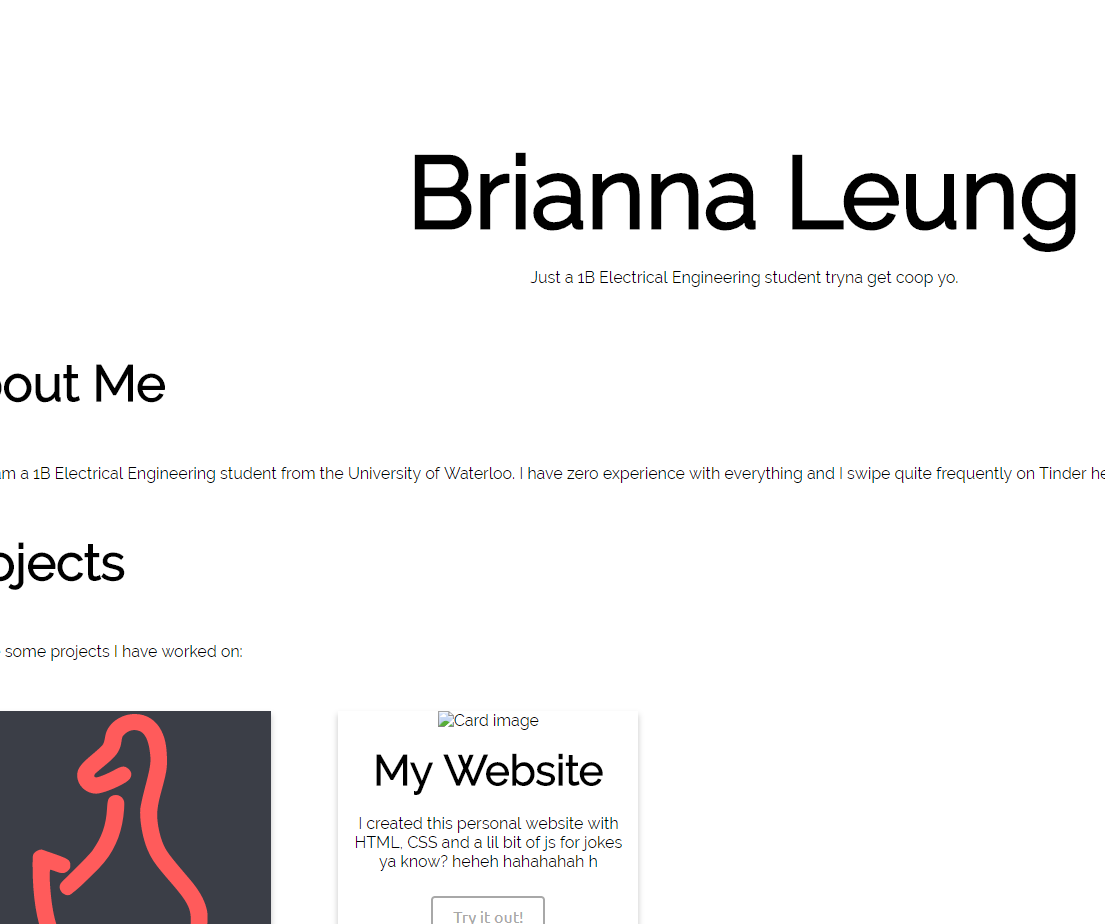 Brianna Leung
Just a 1B Electrical Engineering student tryna get coop yo.
out Me
am a 1B Electrical Engineering student from the University of Waterloo. I have zero experience with everything and I swipe quite frequently on Tinder he
ojects
some projects I have worked on:
Card image
My Website
I created this personal website with
HTML, CSS and a lil bit of js for jokes
ya know? heheh hahahahah h
Try it out!